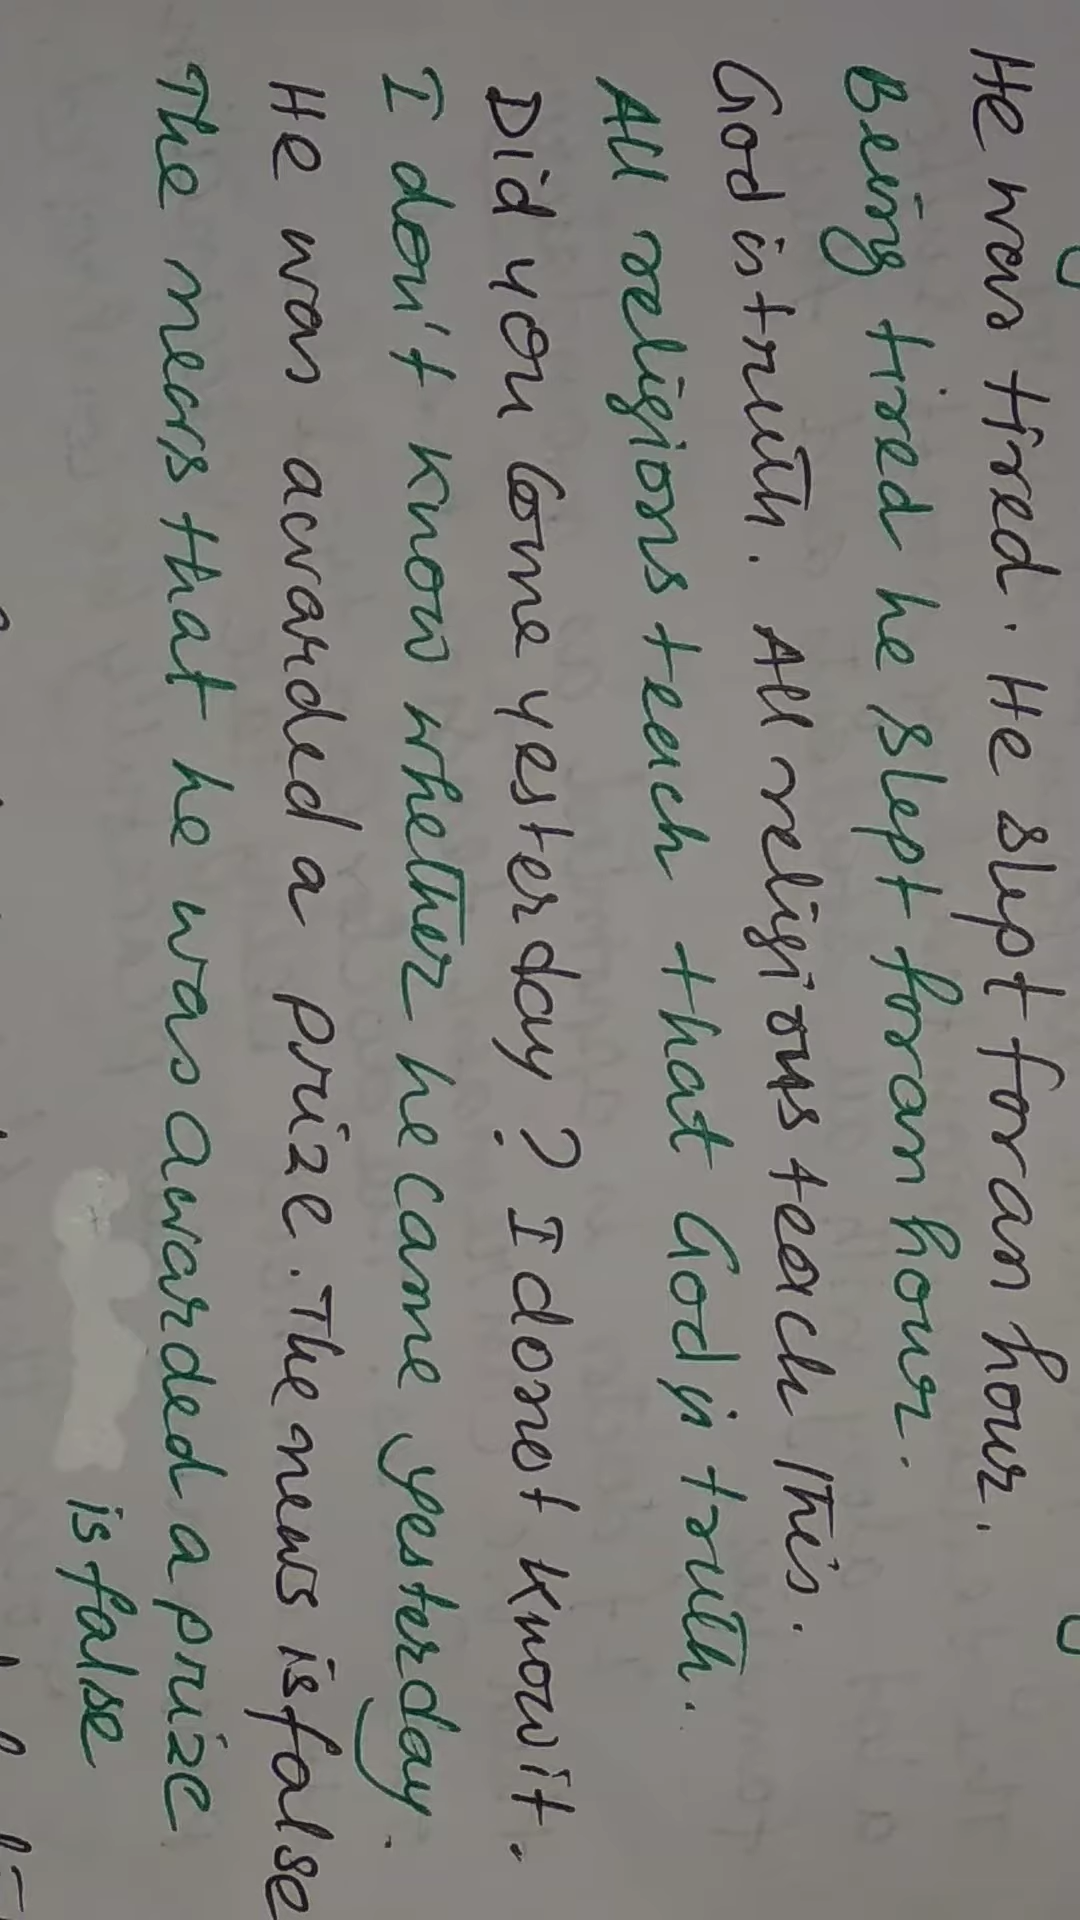 He was tired. He slept for an hour.
Being tired he slept for an hour.
God is truth. All religions teach this.
All religions teach that God is truth.
Did you come yesterday? I do not know it.
I don't know whether he came yesterday.
He was awarded a prize. The news is false
The news that he was awarded a prize
is false